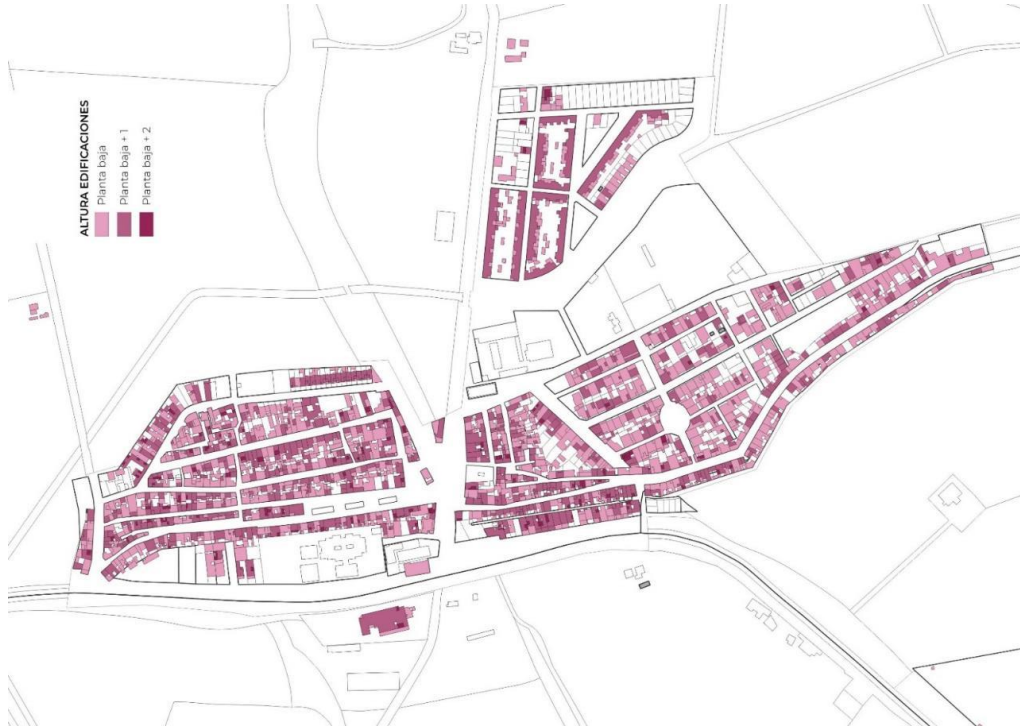 ALTURA EDIFICACIONES
Planta baja
Planta baja + 1
Planta baja + 2